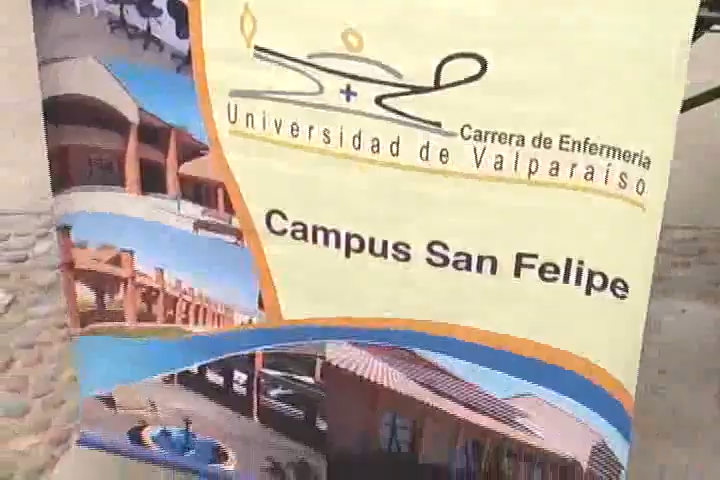 Carrera de Enfermería
Universidad de Valparaíso
Campus San Felipe